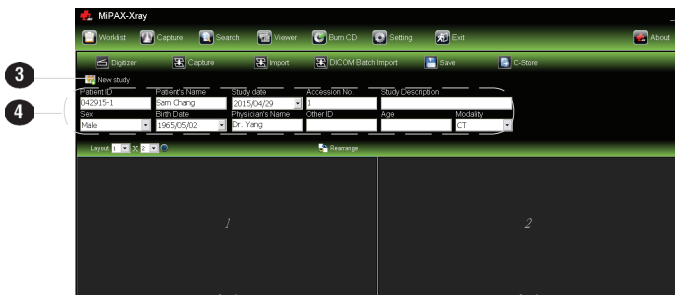 MiPAX-Xray
Worklist Capture Search Viewer Burn CD Setting Exit About
Digitizer Capture Import DICOM Batch Import Save C-Store
3 New study
Patient ID Patient's Name Study date Accession No. Study Description
042915-1 Sam Chang 2015/04/29 1
4
Sex Birth Date Physician's Name Other ID Age Modality
Male 1965/05/02 Dr. Yang CT
Layout 1 X 2 Rearrange
1 2